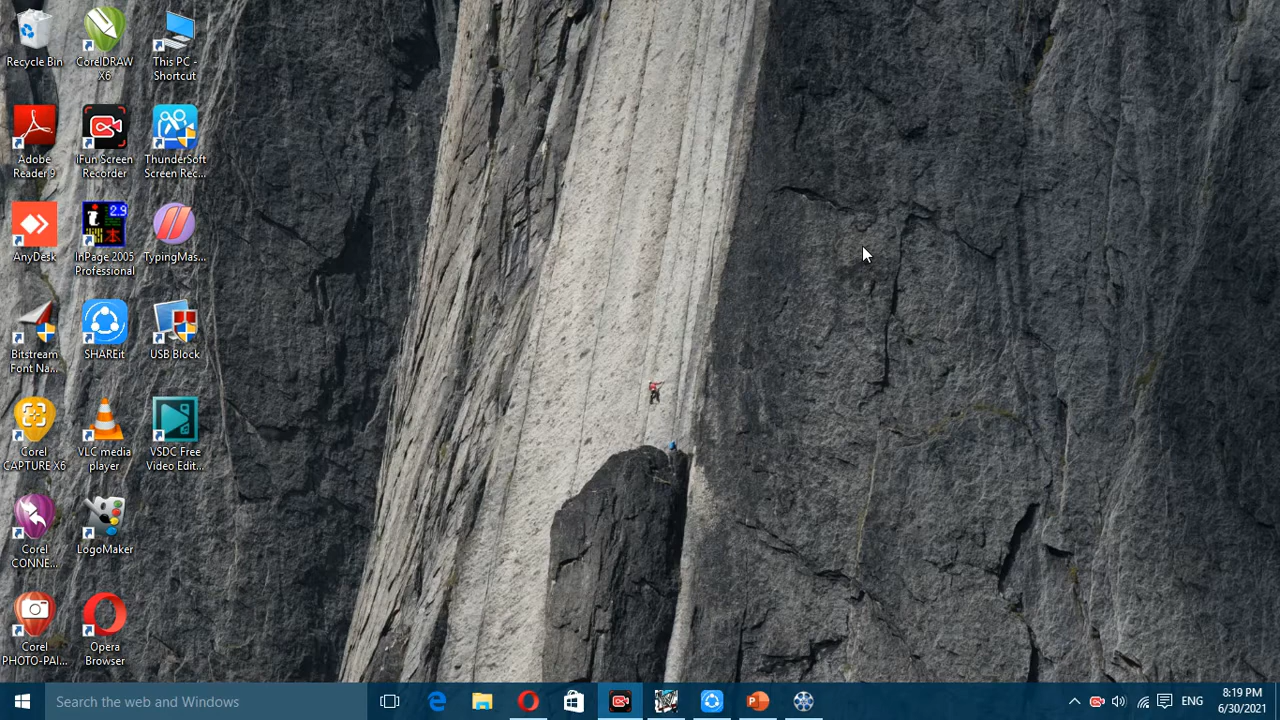 Recycle Bin
CorelDRAW
X6
This PC -
Shortcut
Adobe
Reader 9
iFun Screen
Recorder
ThunderSoft
Screen Rec...
AnyDesk
2.9
InPage 2005
Professional
TypingMas...
Bitstream
Font Na...
SHAREit
USB Block
Corel
CAPTURE X6
VLC media
player
VSDC Free
Video Edit...
Corel
CONNE...
LogoMaker
Corel
PHOTO-PAI...
Opera
Browser
Search the web and Windows
ENG
8:19 PM
6/30/2021